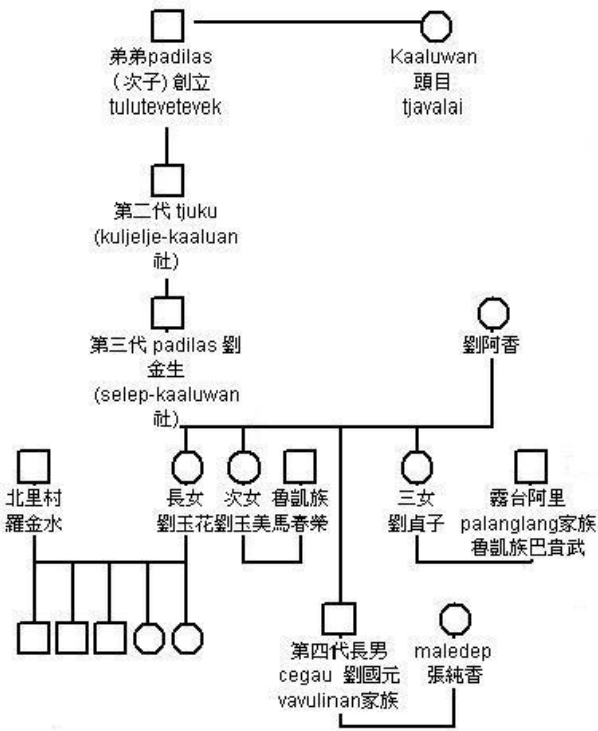 弟弟padilas
（次子)創立
tulutevetevek
Kaaluwan
頭目
tjavalai
第二代 tjuku
(kuljelje-kaaluan
社)
第三代 padilas 劉
金生
(selep-kaaluwan
社)
劉阿香
北里村
羅金水
長女
劉玉花
次女
劉玉美
魯凱族
馬春榮
三女
劉貞子
霧台阿里
palanglang家族
魯凱族巴貴武
第四代長男
cegau 劉國元
vavulinan家族
maledep
張純香